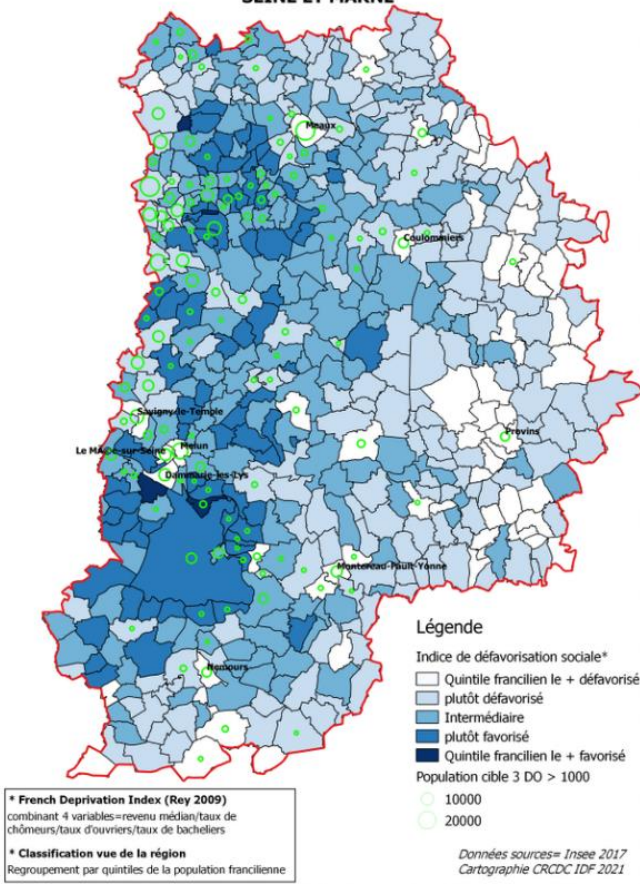 SEINE ET MARNE
Meaux
Coulommiers
Savigny-le-Temple
Provins
Melun
Dammarie-les-Lys
Montereau-Fault-Yonne
Nemours
Légende
Indice de défavorisation sociale*
Quintile francilien le + défavorisé
plutôt défavorisé
Intermédiaire
plutôt favorisé
Quintile francilien le + favorisé
Population cible 3 DO > 1000
10000
20000
* French Deprivation Index (Rey 2009)
combinant 4 variables=revenu médian/taux de
chômeurs/taux d'ouvriers/taux de bacheliers
* Classification vue de la région
Regroupement par quintiles de la population francilienne
Données sources= Insee 2017
Cartographie CRCDC IDF 2021